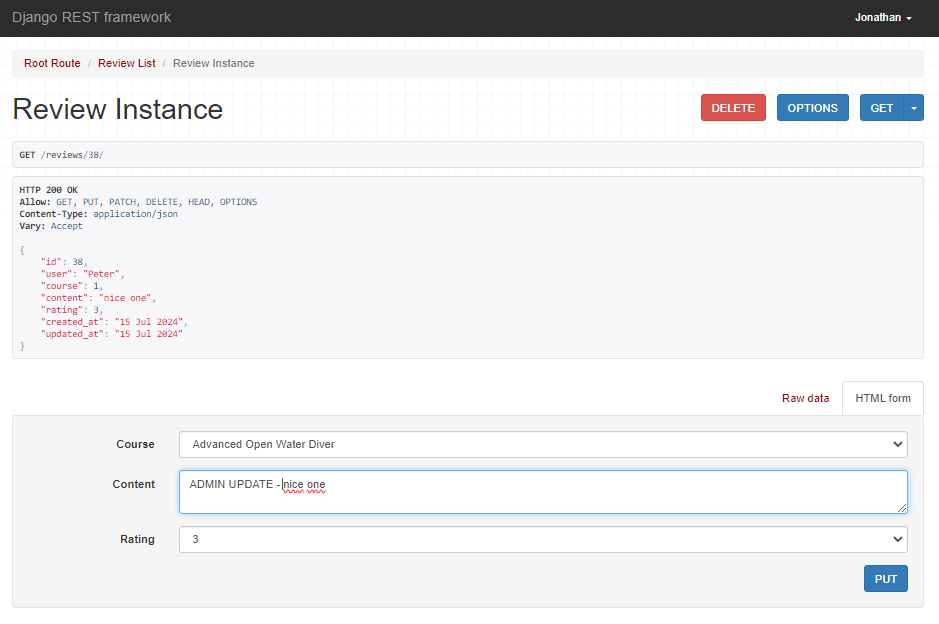 Django REST framework
Jonathan
Root Route / Review List / Review Instance
Review Instance
DELETE
OPTIONS
GET
GET /reviews/38/
HTTP 200 OK
Allow: GET, PUT, PATCH, DELETE, HEAD, OPTIONS
Content-Type: application/json
Vary: Accept
{
    "id": 38,
    "user": "Peter",
    "course": 1,
    "content": "nice one",
    "rating": 3,
    "created_at": "15 Jul 2024",
    "updated_at": "15 Jul 2024"
}
Raw data
HTML form
Course
Advanced Open Water Diver
Content
ADMIN UPDATE - nice one
Rating
3
PUT